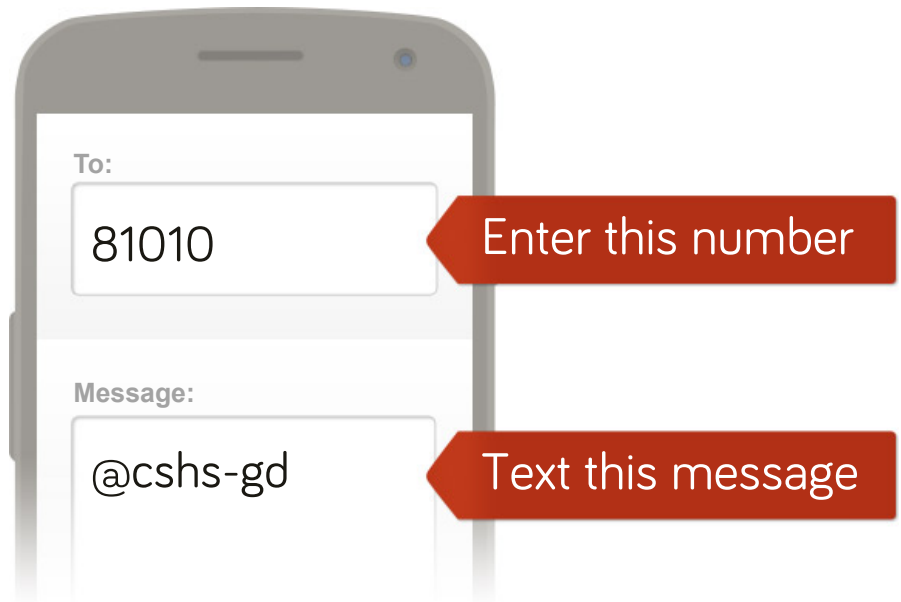 To:
81010
Enter this number
Message:
@cshs-gd
Text this message